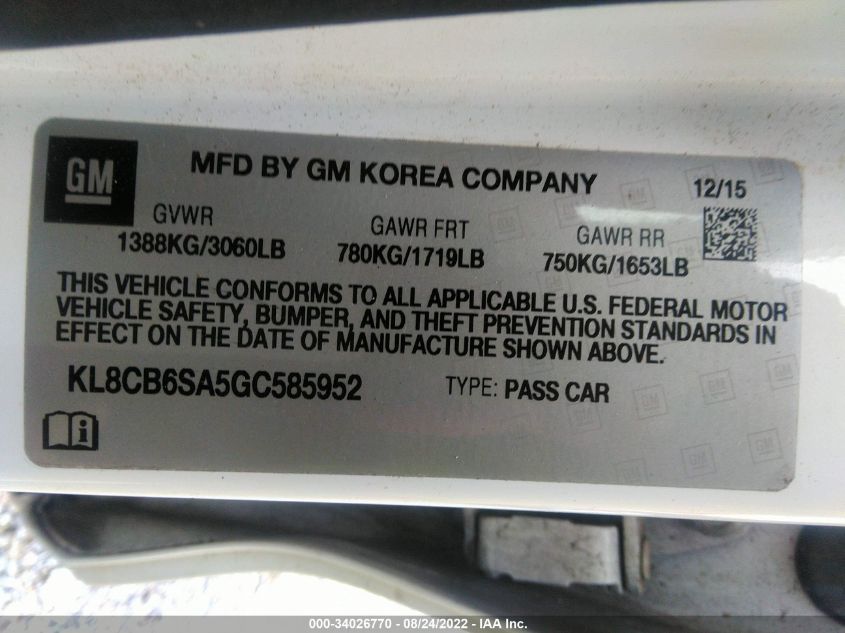 GM
MFD BY GM KOREA COMPANY
12/15
GVWR
1388KG/3060LB
GAWR FRT
780KG/1719LB
GAWR RR
750KG/1653LB
THIS VEHICLE CONFORMS TO ALL APPLICABLE U.S. FEDERAL MOTOR
VEHICLE SAFETY, BUMPER, AND THEFT PREVENTION STANDARDS IN
EFFECT ON THE DATE OF MANUFACTURE SHOWN ABOVE.
KL8CB6SA5GC585952
TYPE: PASS CAR
i
000-34026770 - 08/24/2022 - IAA Inc.